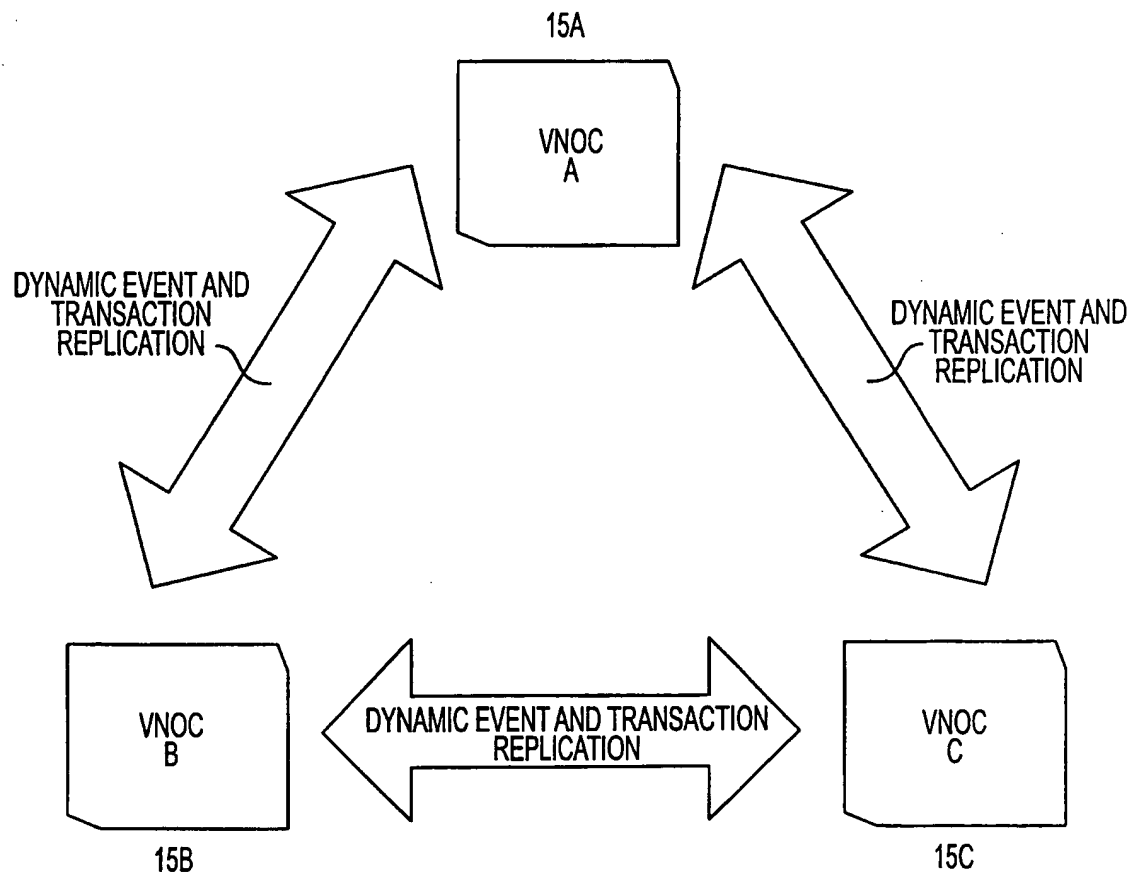 15A
VNOC
A
DYNAMIC EVENT AND
TRANSACTION
REPLICATION
DYNAMIC EVENT AND
TRANSACTION
REPLICATION
VNOC
B
DYNAMIC EVENT AND TRANSACTION
REPLICATION
VNOC
C
15B
15C